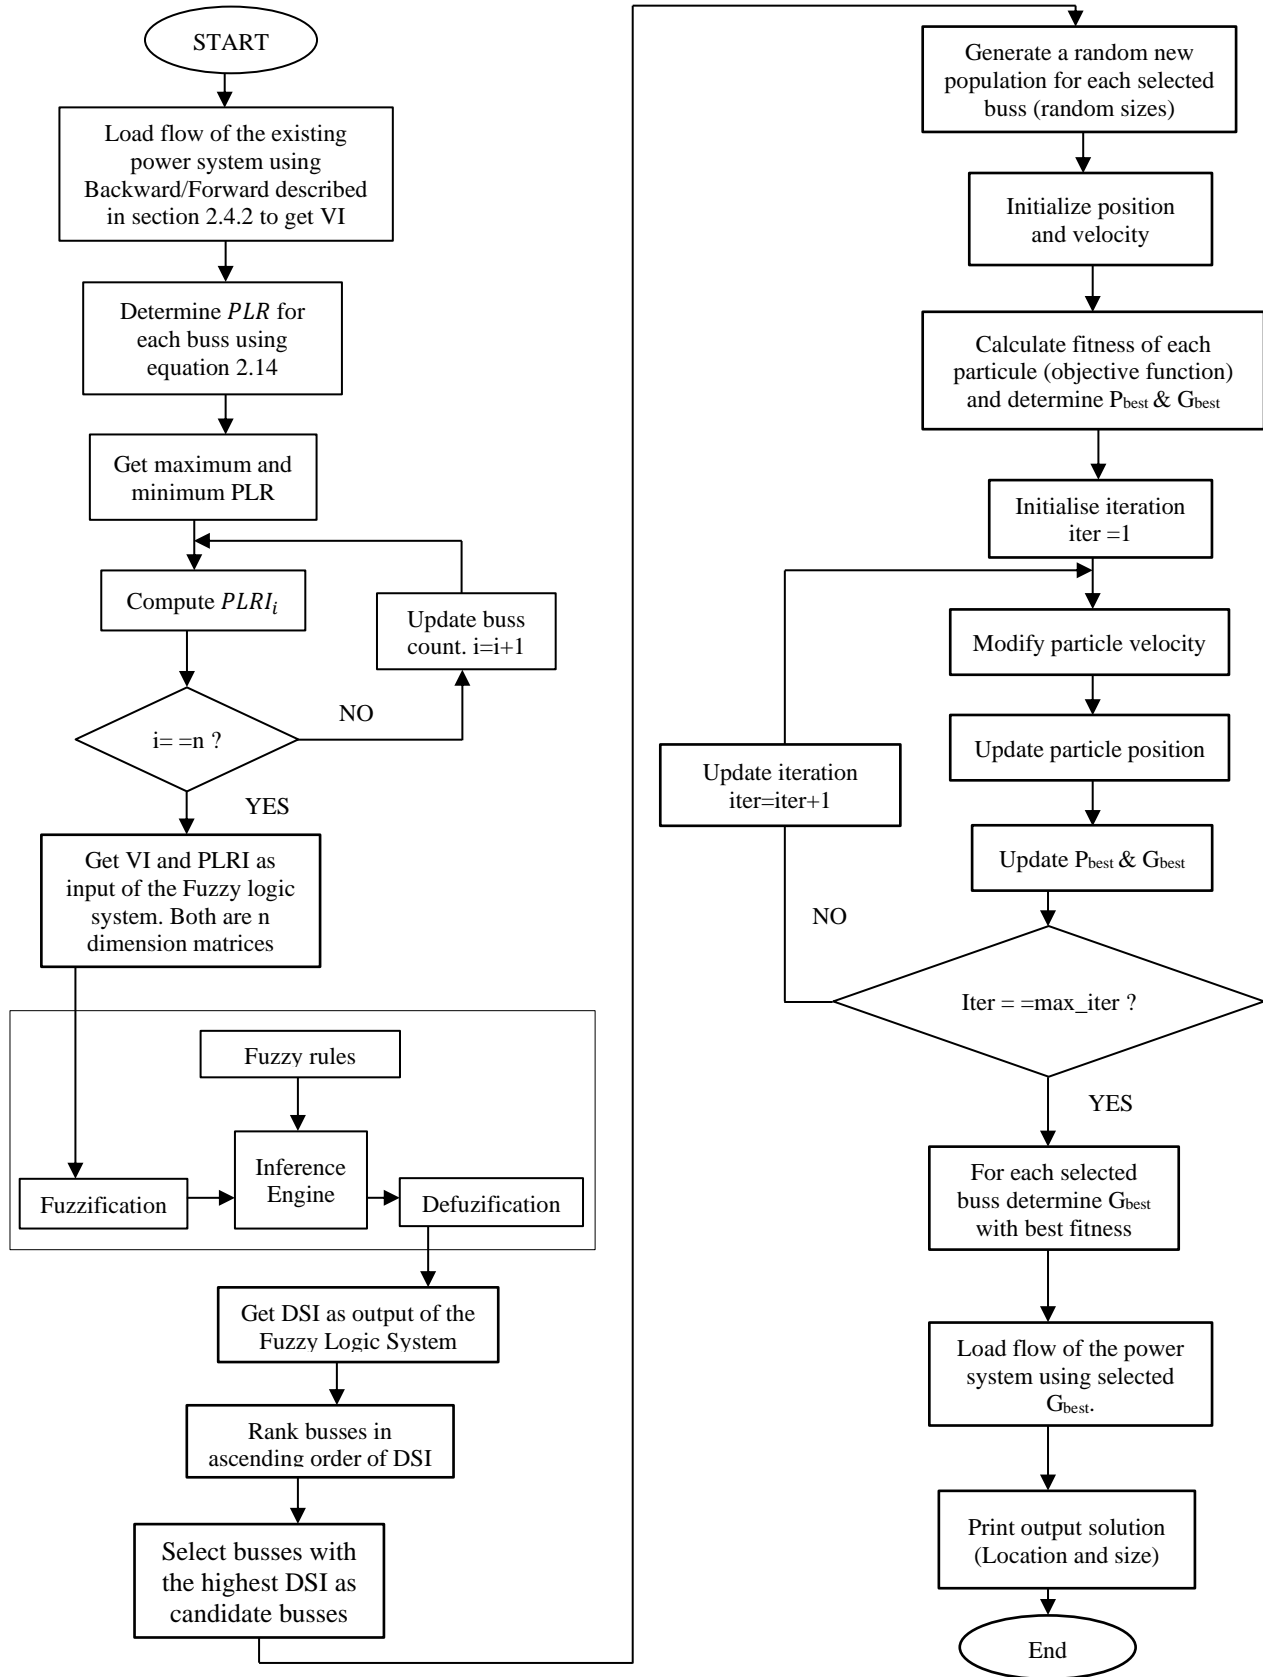 START
Load flow of the existing
power system using
Backward/Forward described
in section 2.4.2 to get VI
Determine PLR for
each buss using
equation 2.14
Get maximum and
minimum PLR
Compute PLRIi
Update buss
count. i=i+1
NO
i= =n ?
YES
Get VI and PLRI as
input of the Fuzzy logic
system. Both are n
dimension matrices
Fuzzy rules
Inference
Engine
Fuzzification
Defuzification
Get DSI as output of the
Fuzzy Logic System
Rank busses in
ascending order of DSI
Select busses with
the highest DSI as
candidate busses
Generate a random new
population for each selected
buss (random sizes)
Initialize position
and velocity
Calculate fitness of each
particule (objective function)
and determine Pbest & Gbest
Initialise iteration
iter =1
Modify particle velocity
Update particle position
Update iteration
iter=iter+1
Update Pbest & Gbest
NO
Iter = =max_iter ?
YES
For each selected
buss determine Gbest
with best fitness
Load flow of the power
system using selected
Gbest.
Print output solution
(Location and size)
End